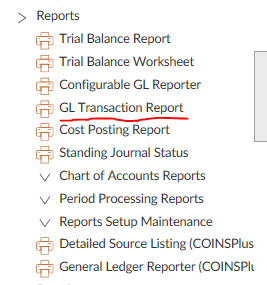 Reports
Trial Balance Report
Trial Balance Worksheet
Configurable GL Reporter
GL Transaction Report
Cost Posting Report
Standing Journal Status
Chart of Accounts Reports
Period Processing Reports
Reports Setup Maintenance
Detailed Source Listing (COINSPlus
General Ledger Reporter (COINSPlu